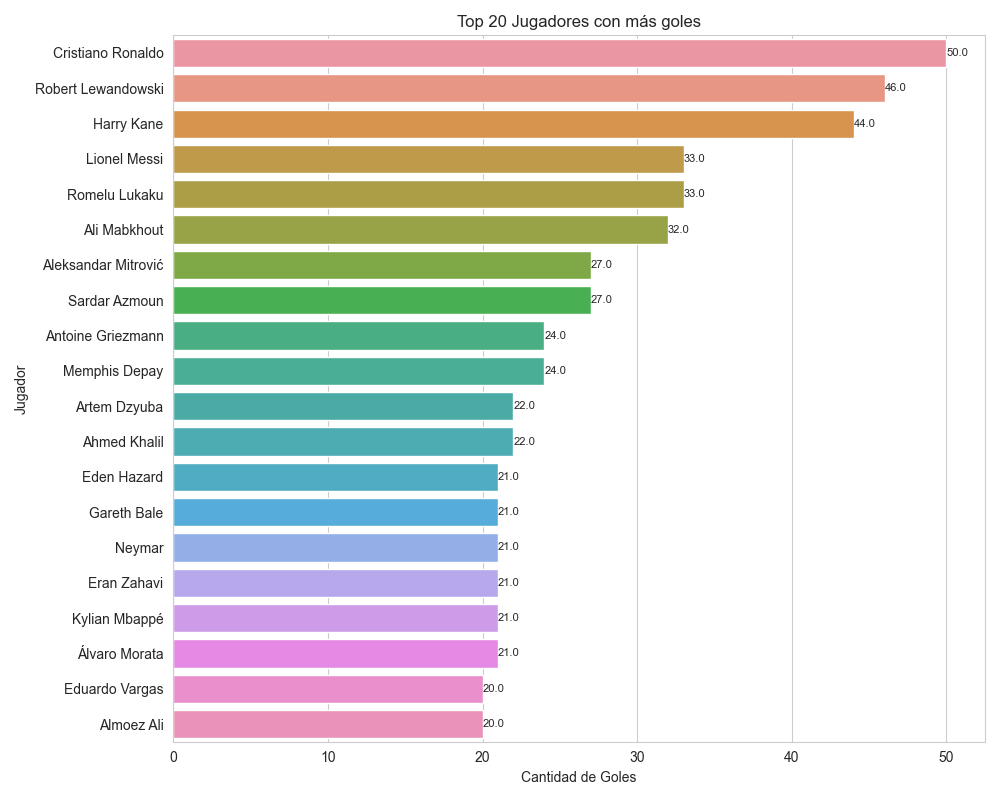 Top 20 Jugadores con más goles
Jugador
Cristiano Ronaldo 50.0
Robert Lewandowski 46.0
Harry Kane 44.0
Lionel Messi 33.0
Romelu Lukaku 33.0
Ali Mabkhout 32.0
Aleksandar Mitrović 27.0
Sardar Azmoun 27.0
Antoine Griezmann 24.0
Memphis Depay 24.0
Artem Dzyuba 22.0
Ahmed Khalil 22.0
Eden Hazard 21.0
Gareth Bale 21.0
Neymar 21.0
Eran Zahavi 21.0
Kylian Mbappé 21.0
Álvaro Morata 21.0
Eduardo Vargas 20.0
Almoez Ali 20.0
0 10 20 30 40 50
Cantidad de Goles